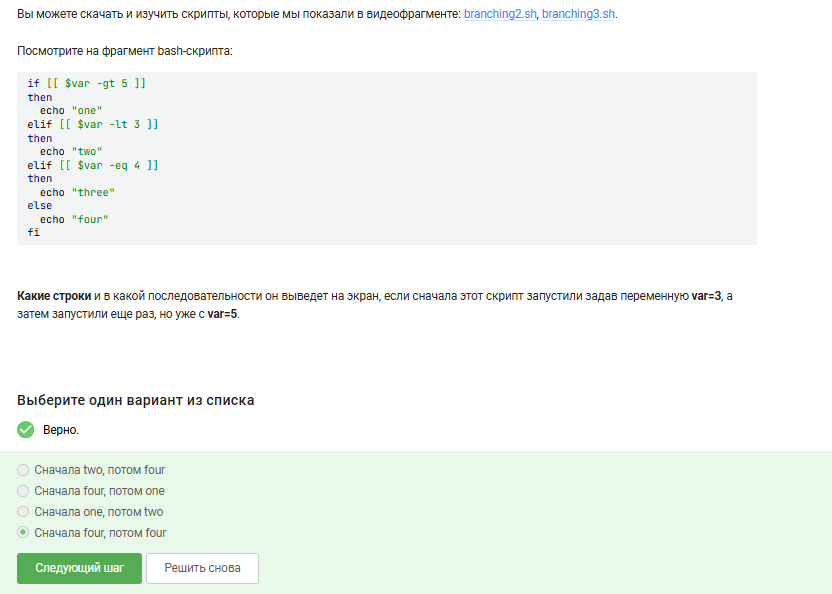 Вы можете скачать и изучить скрипты, которые мы показали в видеофрагменте: branching2.sh, branching3.sh.
Посмотрите на фрагмент bash-скрипта:
if [[ $var -gt 5 ]]
then
  echo "one"
elif [[ $var -lt 3 ]]
then
  echo "two"
elif [[ $var -eq 4 ]]
then
  echo "three"
else
  echo "four"
fi
Какие строки и в какой последовательности он выведет на экран, если сначала этот скрипт запустили задав переменную var=3, а
затем запустили еще раз, но уже с var=5.
Выберите один вариант из списка
Верно.
Сначала two, потом four
Сначала four, потом one
Сначала one, потом two
Сначала four, потом four
Следующий шаг Решить снова